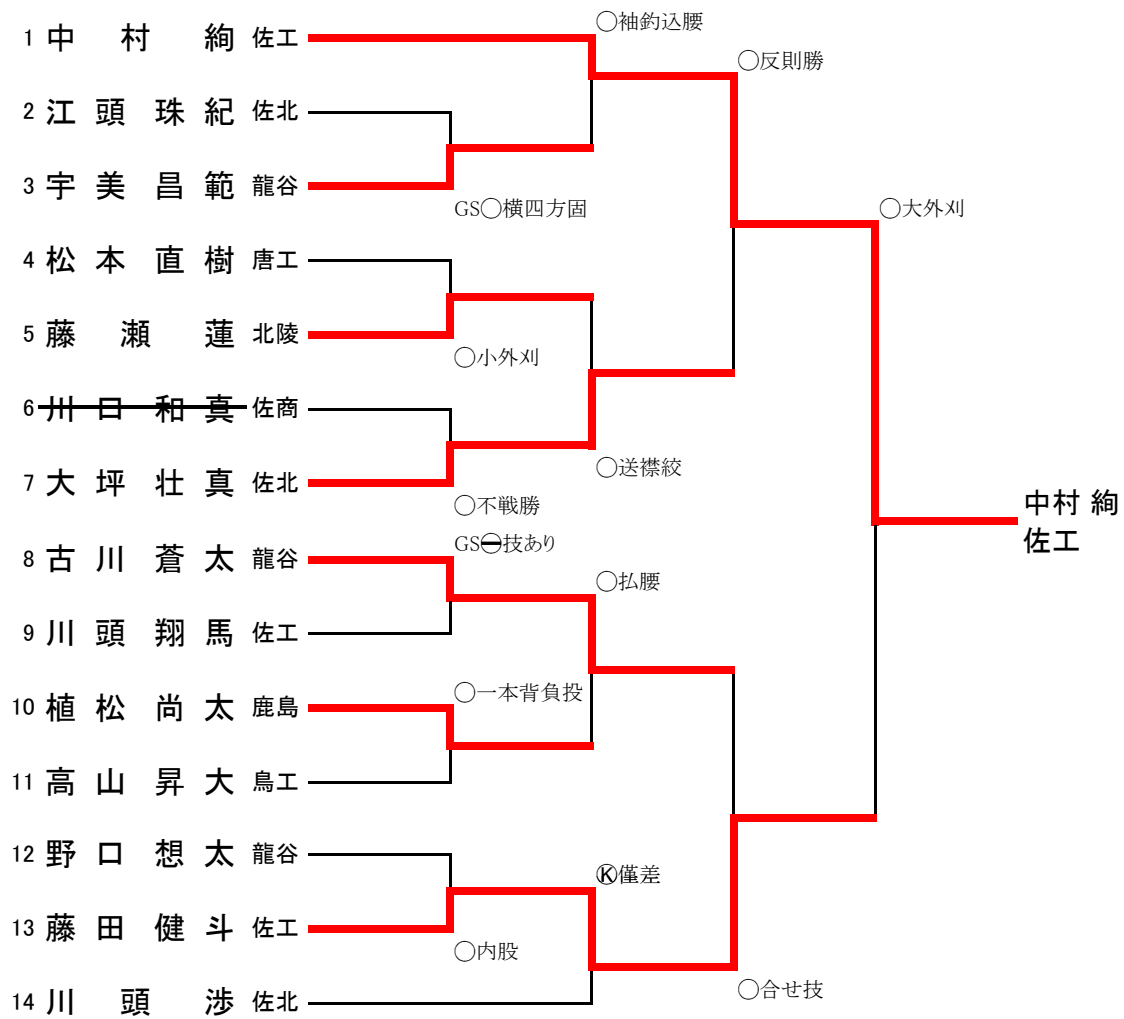 ○袖釣込腰
1 中村 絢 佐工
○反則勝
2 江頭 珠紀 佐北
3 宇美 昌範 龍谷
GS○横四方固
○大外刈
4 松本 直樹 唐工
5 藤瀬 蓮 北陵
○小外刈
6 川口 和真 佐商
○送襟絞
7 大坪 壮真 佐北
○不戦勝
中村 絢
佐工
GS⊖技あり
8 古川 蒼太 龍谷
○払腰
9 川頭 翔馬 佐工
○一本背負投
10 植松 尚太 鹿島
11 高山 昇大 鳥工
12 野口 想太 龍谷
Ⓚ僅差
13 藤田 健斗 佐工
○内股
○合せ技
14 川頭 渉 佐北